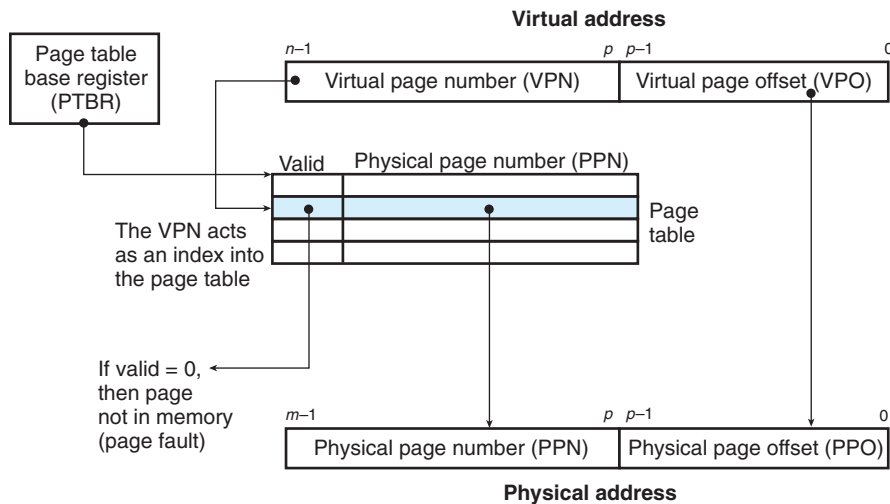 Virtual address
Page table
base register
(PTBR)
n–1
p
p–1
0
Virtual page number (VPN)
Virtual page offset (VPO)
Valid
Physical page number (PPN)
Page
table
The VPN acts
as an index into
the page table
If valid = 0,
then page
not in memory
(page fault)
m–1
p
p–1
0
Physical page number (PPN)
Physical page offset (PPO)
Physical address